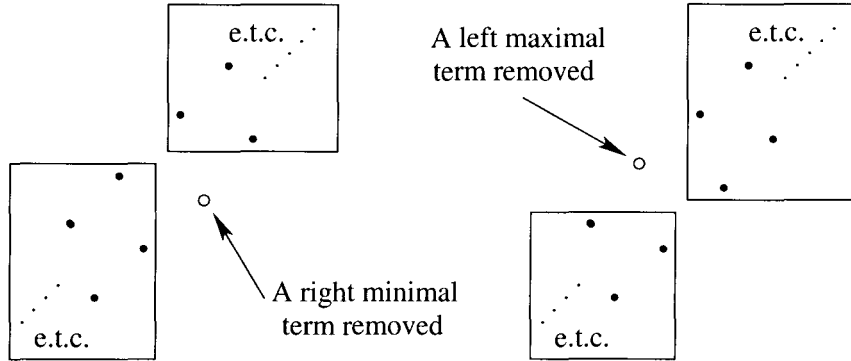 e.t.c.
A right minimal
term removed
e.t.c.
A left maximal
term removed
e.t.c.
e.t.c.